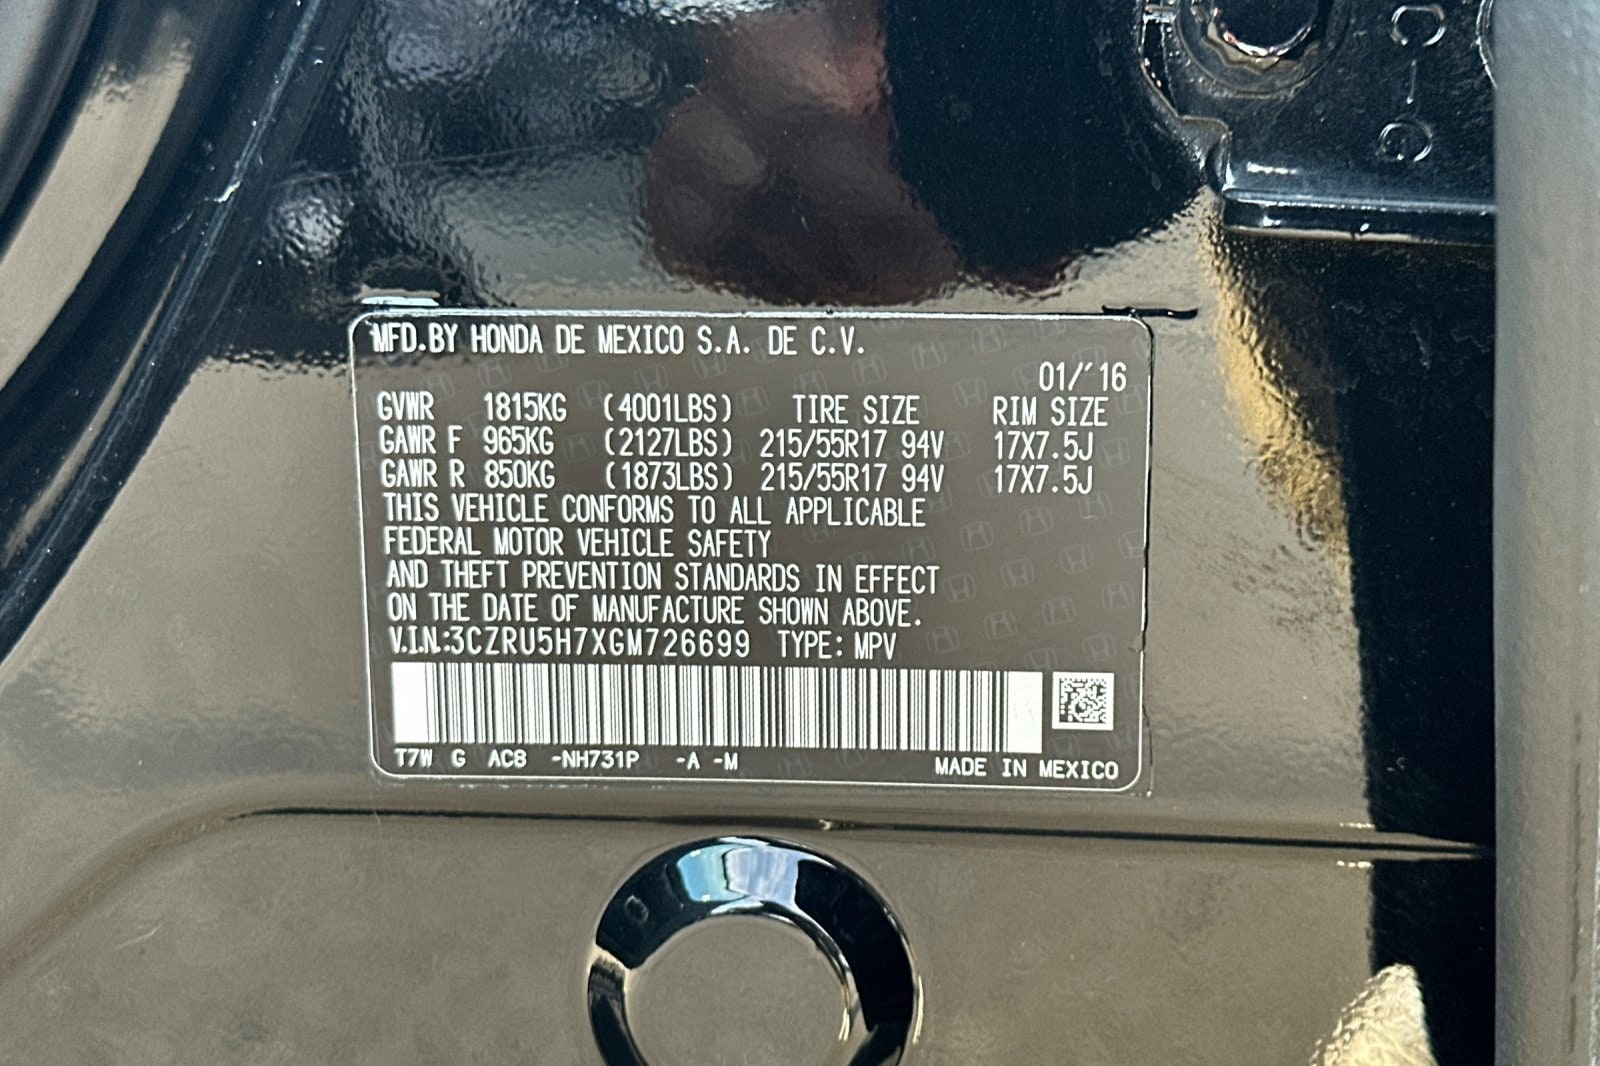 MFD.BY HONDA DE MEXICO S.A. DE C.V.
01/'16
GVWR 1815KG (4001LBS) TIRE SIZE RIM SIZE
GAWR F 965KG (2127LBS) 215/55R17 94V 17X7.5J
GAWR R 850KG (1873LBS) 215/55R17 94V 17X7.5J
THIS VEHICLE CONFORMS TO ALL APPLICABLE
FEDERAL MOTOR VEHICLE SAFETY
AND THEFT PREVENTION STANDARDS IN EFFECT
ON THE DATE OF MANUFACTURE SHOWN ABOVE.
V.I.N.:3CZRU5H7XGM726699 TYPE: MPV
T7W G AC8 -NH731P -A -M MADE IN MEXICO